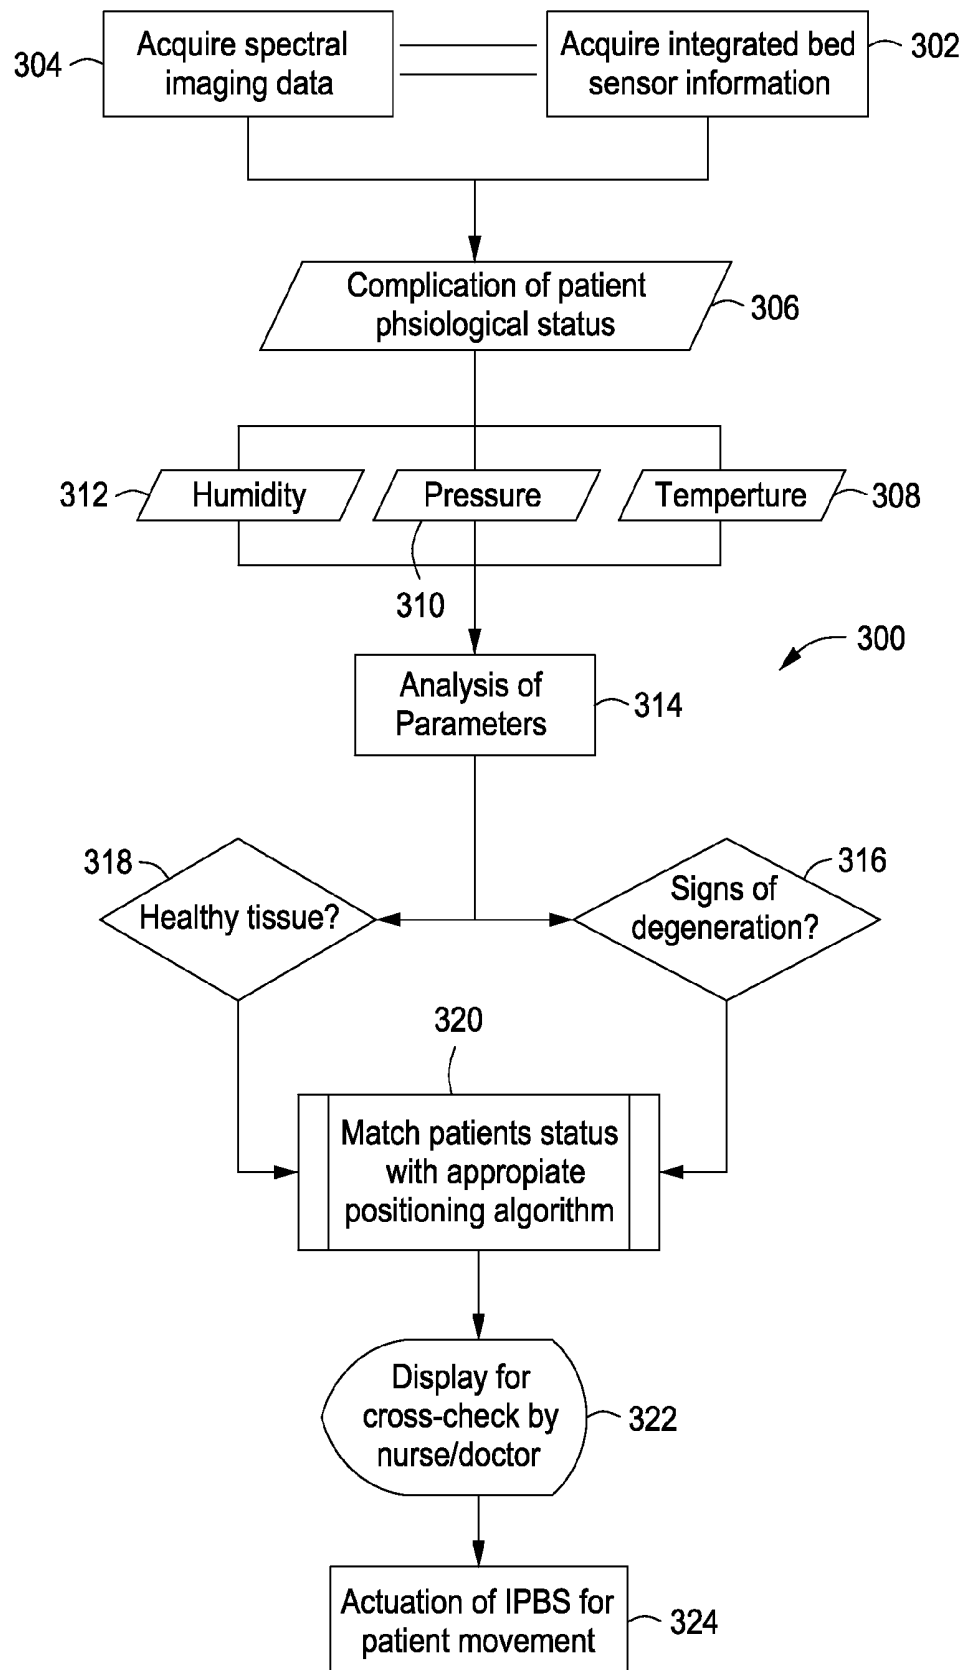 304
Acquire spectral
imaging data
Acquire integrated bed
sensor information
302
Complication of patient
phsiological status
306
312
Humidity
Pressure
Temperture
308
310
300
Analysis of
Parameters
314
318
Healthy tissue?
Signs of
degeneration?
316
320
Match patients status
with appropiate
positioning algorithm
Display for
cross-check by
nurse/doctor
322
Actuation of IPBS for
patient movement
324